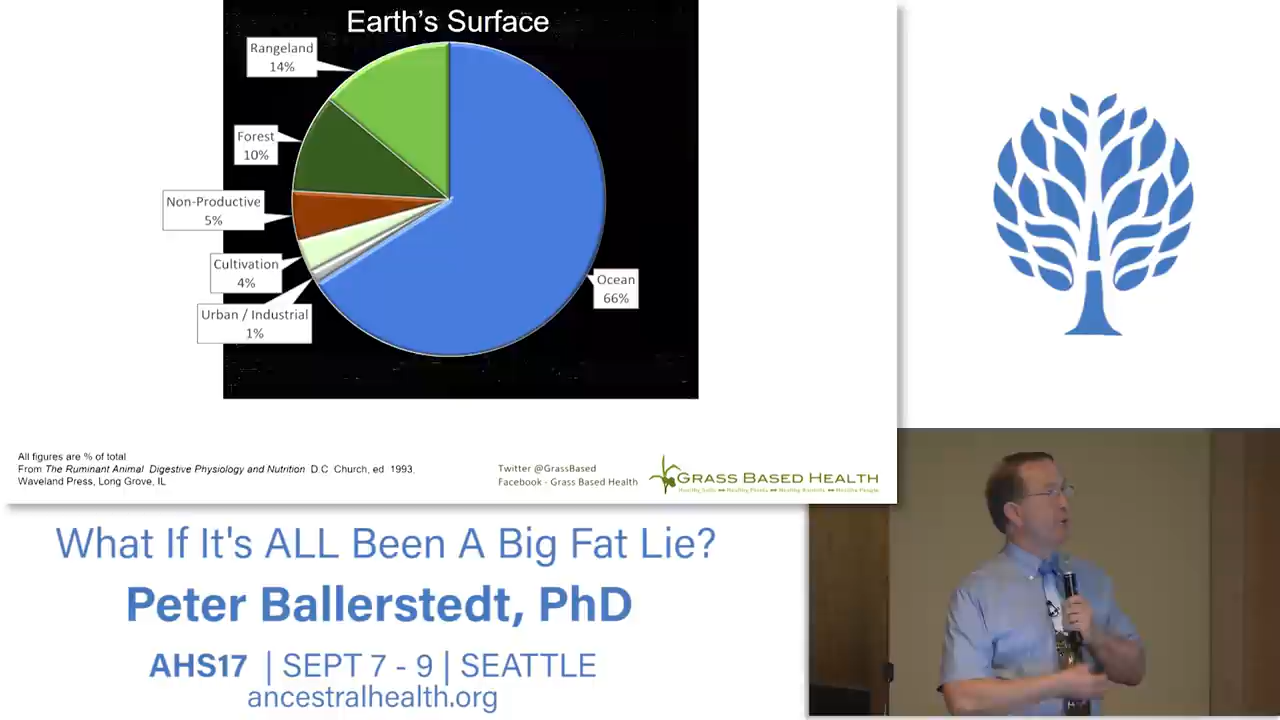 Earth's Surface
Rangeland
14%
Forest
10%
Non-Productive
5%
Cultivation
4%
Urban / Industrial
1%
Ocean
66%
All figures are % of total
From The Ruminant Animal Digestive Physiology and Nutrition D.C. Church, ed 1993,
Waveland Press, Long Grove, IL
Twitter @GrassBased
Facebook - Grass Based Health
GRASS BASED HEALTH
What If It's ALL Been A Big Fat Lie?
Peter Ballerstedt, PhD
AHS17 | SEPT 7 - 9 | SEATTLE
ancestralhealth.org